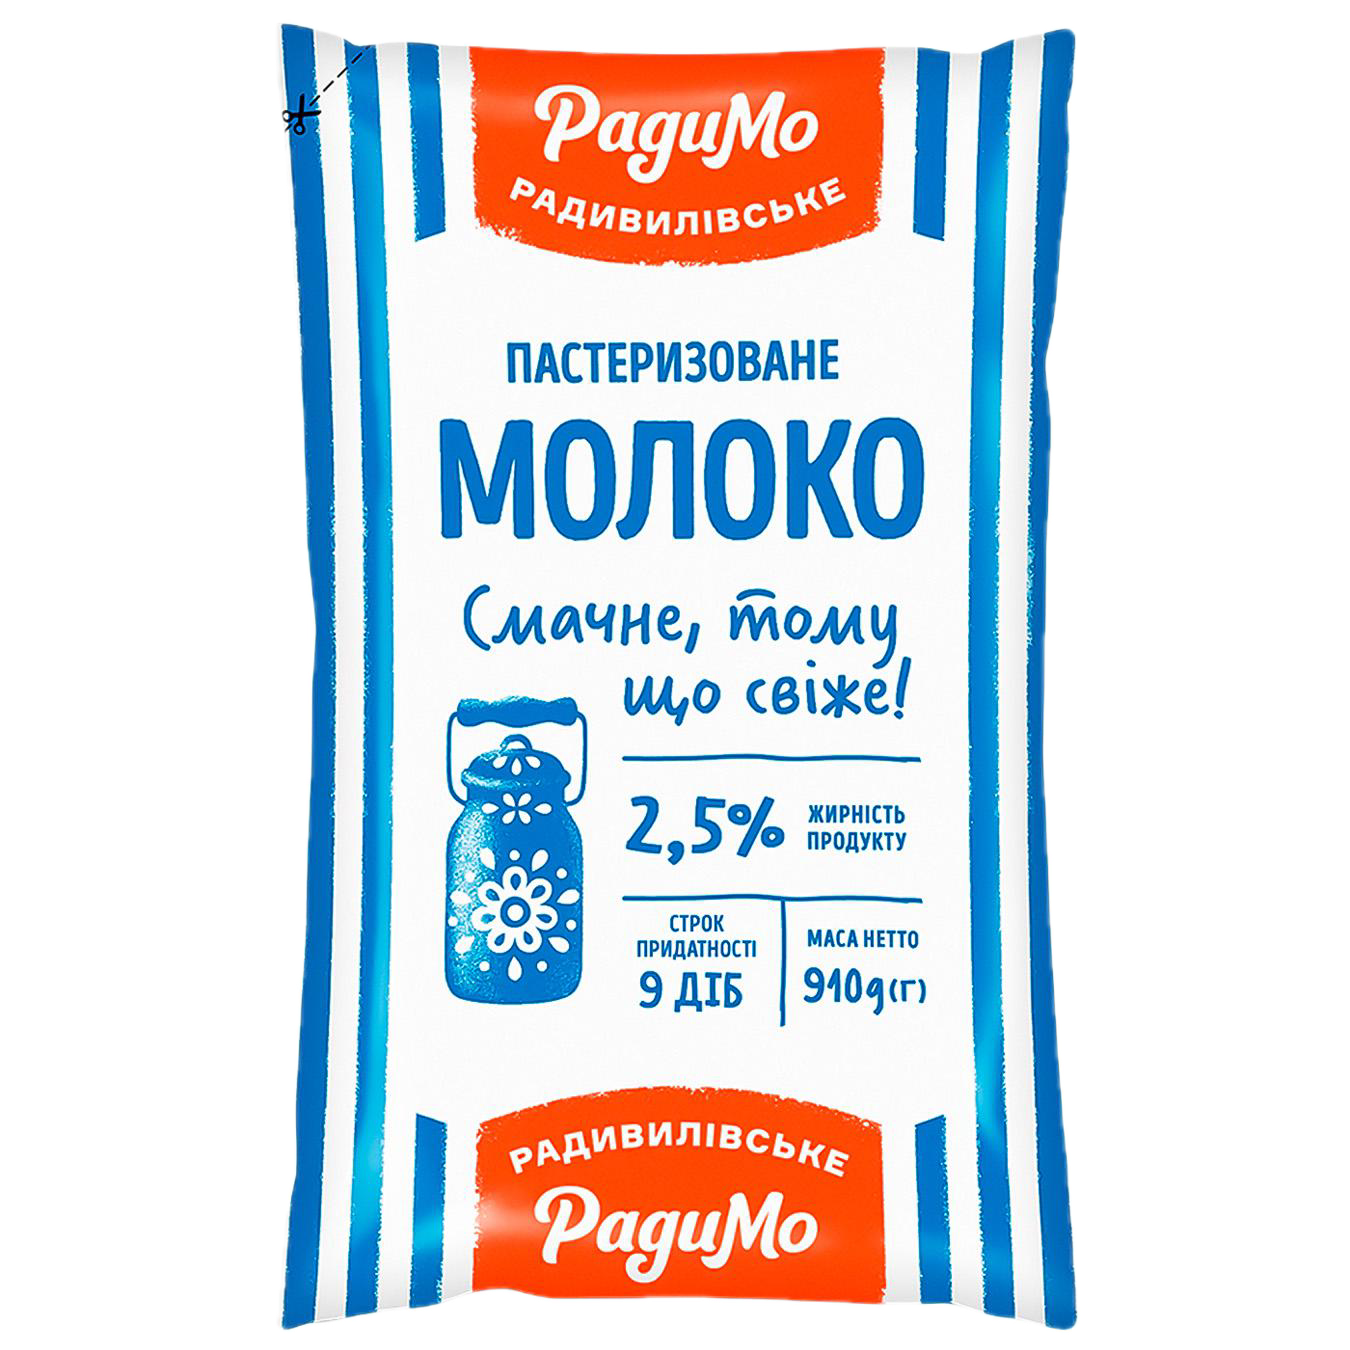 РадиМо
РАДИВИЛІВСЬКЕ
ПАСТЕРИЗОВАНЕ
МОЛОКО
Смачне, тому
що свіже!
2,5%
ЖИРНІСТЬ
ПРОДУКТУ
СТРОК
ПРИДАТНОСТІ
9 ДІБ
МАСА НЕТТО
910g(г)
РАДИВИЛІВСЬКЕ
РадиМо